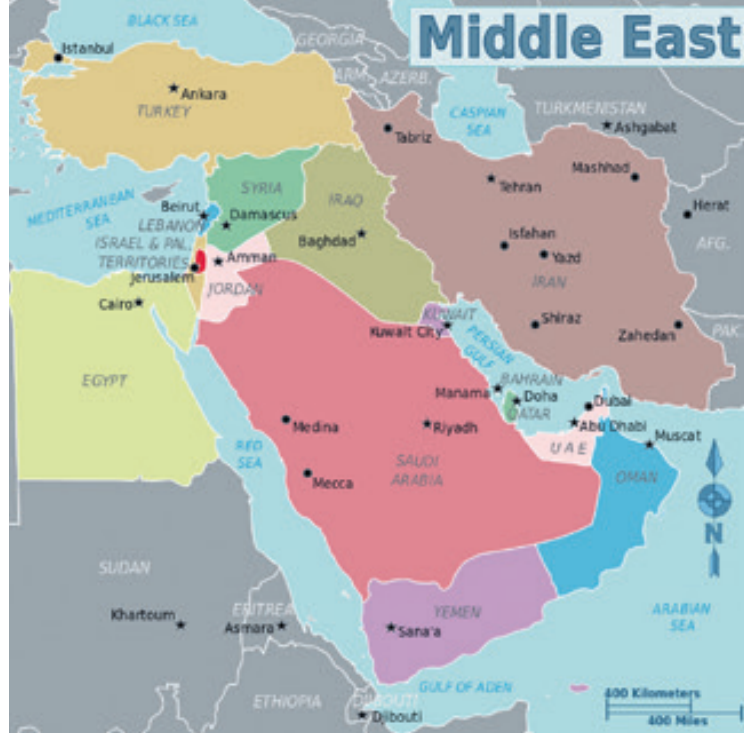 Middle East
BLACK SEA
Istanbul
GEORGIA
ARM.
AZERB.
CASPIAN
SEA
TURKMENISTAN
Ashgabat
Ankara
TURKEY
Tabriz
Mashhad
Tehran
Herat
AFG.
MEDITERRANEAN
SEA
SYRIA
IRAQ
Beirut
Damascus
LEBANON
ISRAEL & PAL.
TERRITORIES
Baghdad
Isfahan
Yazd
IRAN
Amman
Jerusalem
JORDAN
Cairo
KUWAIT
Kuwait City
Shiraz
Zahedan
PAK.
PERSIAN
GULF
EGYPT
BAHRAIN
Manama
Doha
QATAR
Dubai
Abu Dhabi
Muscat
Medina
Riyadh
RED
SEA
U A E
SAUDI
ARABIA
Mecca
OMAN
N
SUDAN
Khartoum
ERITREA
Asmara
YEMEN
Sana'a
ARABIAN
SEA
ETHIOPIA
DJIBOUTI
Djibouti
GULF OF ADEN
400 Kilometers
400 Miles